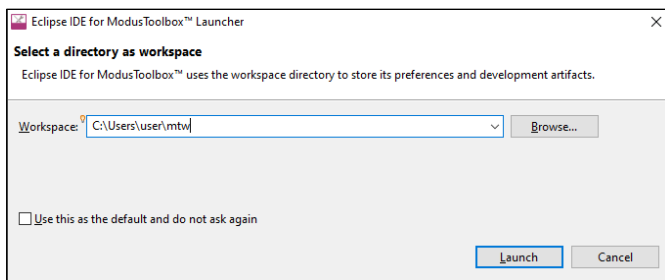 Eclipse IDE for ModusToolbox™ Launcher
Select a directory as workspace
Eclipse IDE for ModusToolbox™ uses the workspace directory to store its preferences and development artifacts.
Workspace: C:\Users\user\mtw Browse...
Use this as the default and do not ask again
Launch Cancel